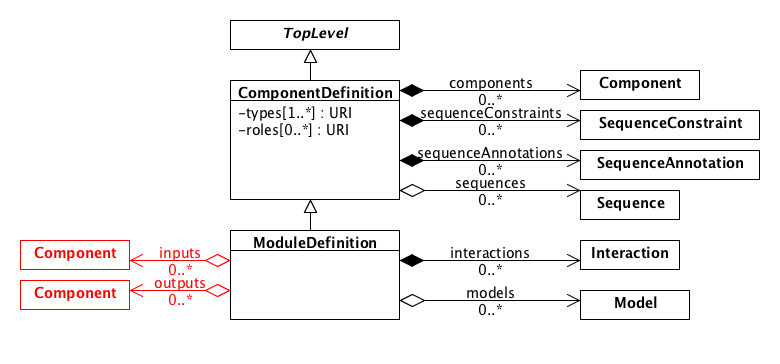 TopLevel
ComponentDefinition
-types[1..*] : URI
-roles[0..*] : URI
components
0..*
Component
sequenceConstraints
0..*
SequenceConstraint
sequenceAnnotations
0..*
SequenceAnnotation
sequences
0..*
Sequence
ModuleDefinition
Component
inputs
0..*
Component
outputs
0..*
interactions
0..*
Interaction
models
0..*
Model